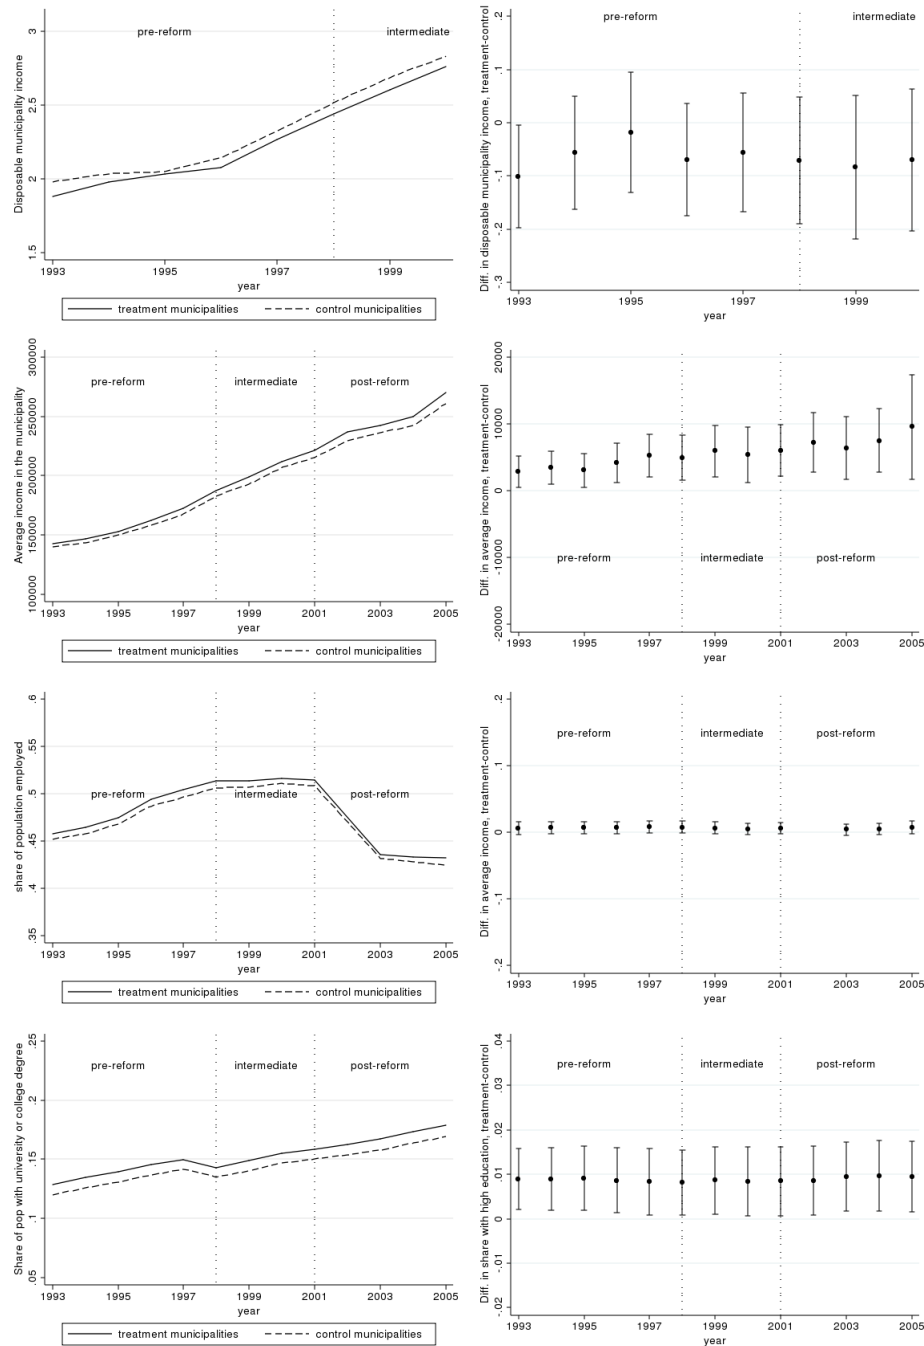 Disposable municipality income
3
2.5
2
1.5
pre-reform
intermediate
1993
1995
1997
1999
year
treatment municipalities
control municipalities
Diff. in disposable municipality income, treatment-control
.2
.1
0
-.1
-.2
-.3
pre-reform
intermediate
1993
1995
1997
1999
year
Average income in the municipality
300000
250000
200000
150000
100000
pre-reform
intermediate
post-reform
1993
1995
1997
1999
2001
2003
2005
year
treatment municipalities
control municipalities
Diff. in average income, treatment-control
20000
10000
0
-10000
-20000
pre-reform
intermediate
post-reform
1993
1995
1997
1999
2001
2003
2005
year
share of population employed
.6
.55
.5
.45
.4
.35
pre-reform
intermediate
post-reform
1993
1995
1997
1999
2001
2003
2005
year
treatment municipalities
control municipalities
Diff. in average income, treatment-control
.2
.1
0
-.1
-.2
pre-reform
intermediate
post-reform
1993
1995
1997
1999
2001
2003
2005
year
Share of pop with university or college degree
.25
.2
.15
.1
.05
pre-reform
intermediate
post-reform
1993
1995
1997
1999
2001
2003
2005
year
treatment municipalities
control municipalities
Diff. in share with high education, treatment-control
.04
.03
.02
.01
0
-.01
-.02
pre-reform
intermediate
post-reform
1993
1995
1997
1999
2001
2003
2005
year